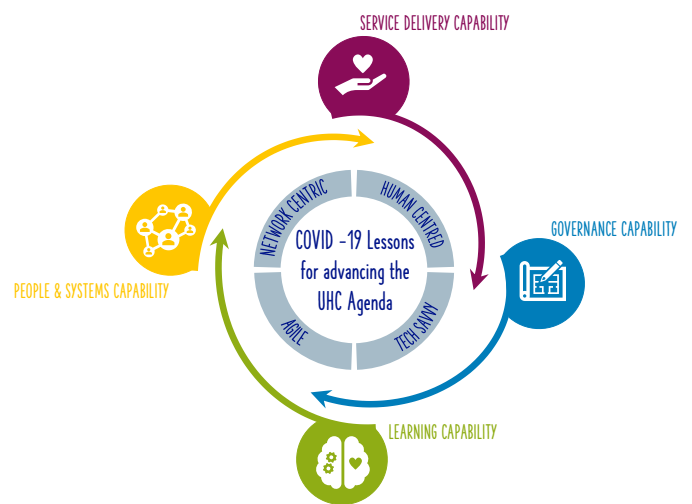 SERVICE DELIVERY CAPABILITY
NETWORK CENTRIC
HUMAN CENTRED
GOVERNANCE CAPABILITY
COVID -19 Lessons
for advancing the
UHC Agenda
PEOPLE & SYSTEMS CAPABILITY
AGILE
TECH SAVVY
LEARNING CAPABILITY